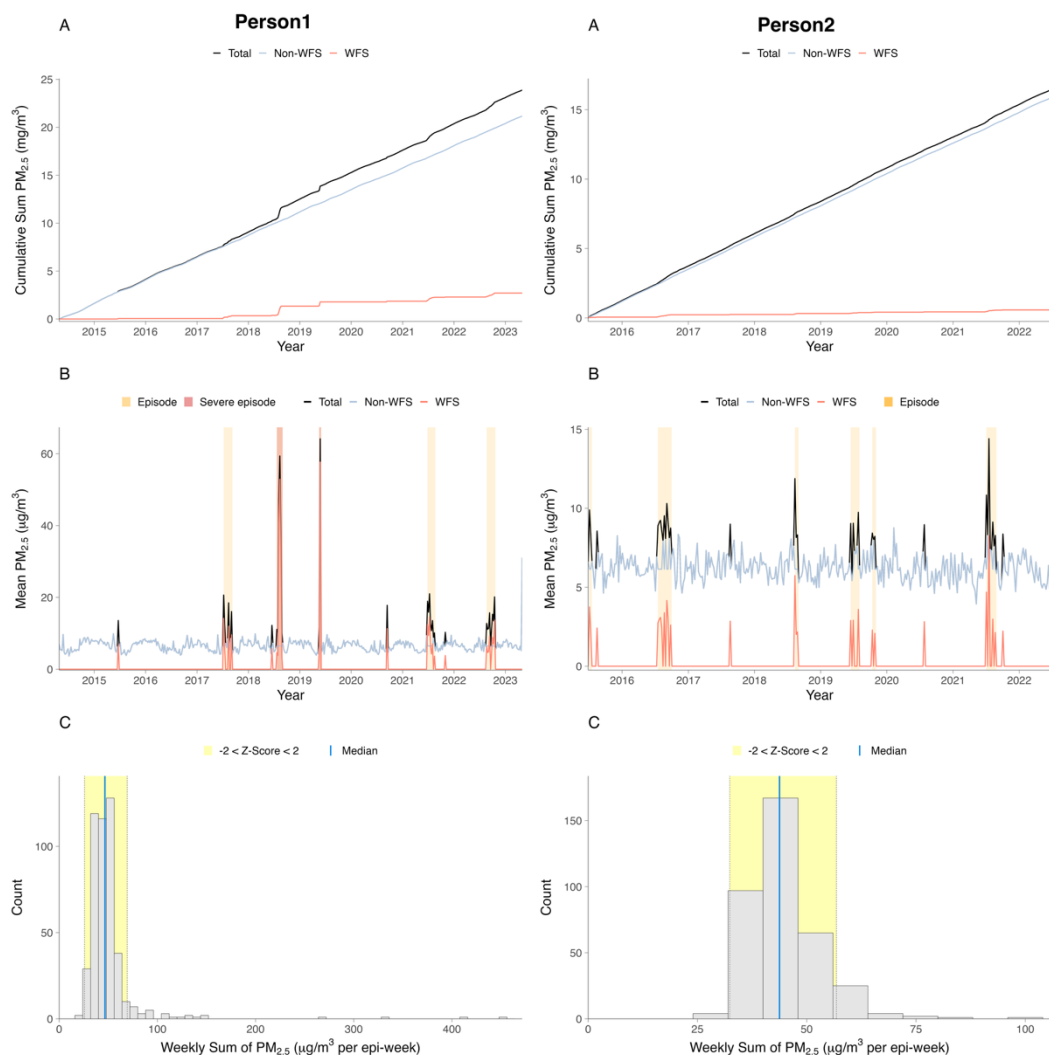 Person1
A
Total Non-WFS WFS
Cumulative Sum PM2.5 (mg/m³)
25
20
15
10
5
0
2015 2016 2017 2018 2019 2020 2021 2022 2023
Year
B
Episode Severe episode Total Non-WFS WFS
Mean PM2.5 (µg/m³)
60
40
20
0
2015 2016 2017 2018 2019 2020 2021 2022 2023
Year
C
-2 < Z-Score < 2 Median
Count
100
50
0
0 100 200 300 400
Weekly Sum of PM2.5 (µg/m³ per epi-week)
Person2
A
Total Non-WFS WFS
Cumulative Sum PM2.5 (mg/m³)
15
10
5
0
2016 2017 2018 2019 2020 2021 2022
Year
B
Total Non-WFS WFS Episode
Mean PM2.5 (µg/m³)
15
10
5
0
2016 2017 2018 2019 2020 2021 2022
Year
C
-2 < Z-Score < 2 Median
Count
150
100
50
0
0 25 50 75 100
Weekly Sum of PM2.5 (µg/m³ per epi-week)